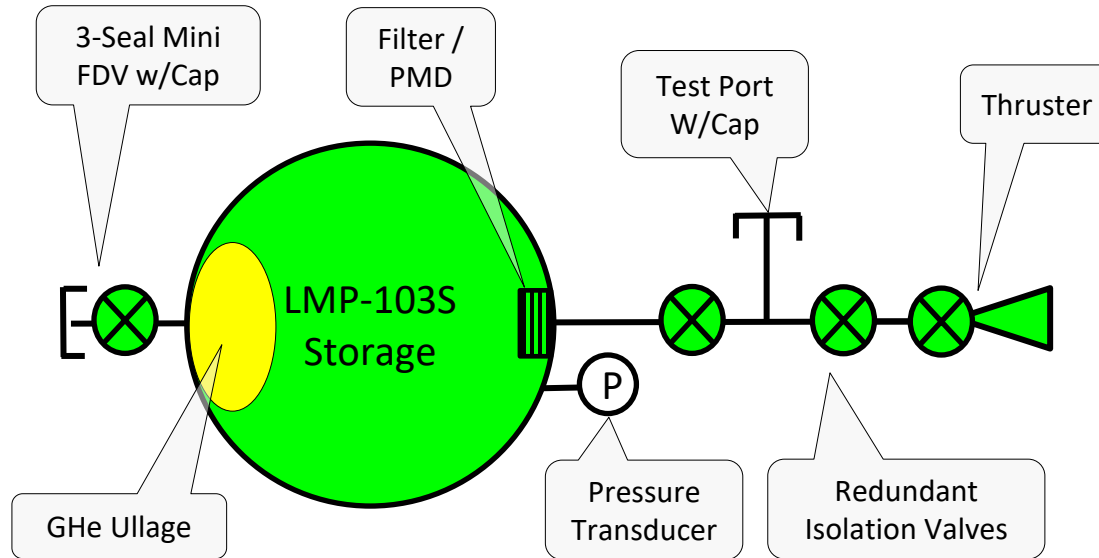 3-Seal Mini
FDV w/Cap
Filter /
PMD
Test Port
W/Cap
Thruster
LMP-103S
Storage
P
GHe Ullage
Pressure
Transducer
Redundant
Isolation Valves